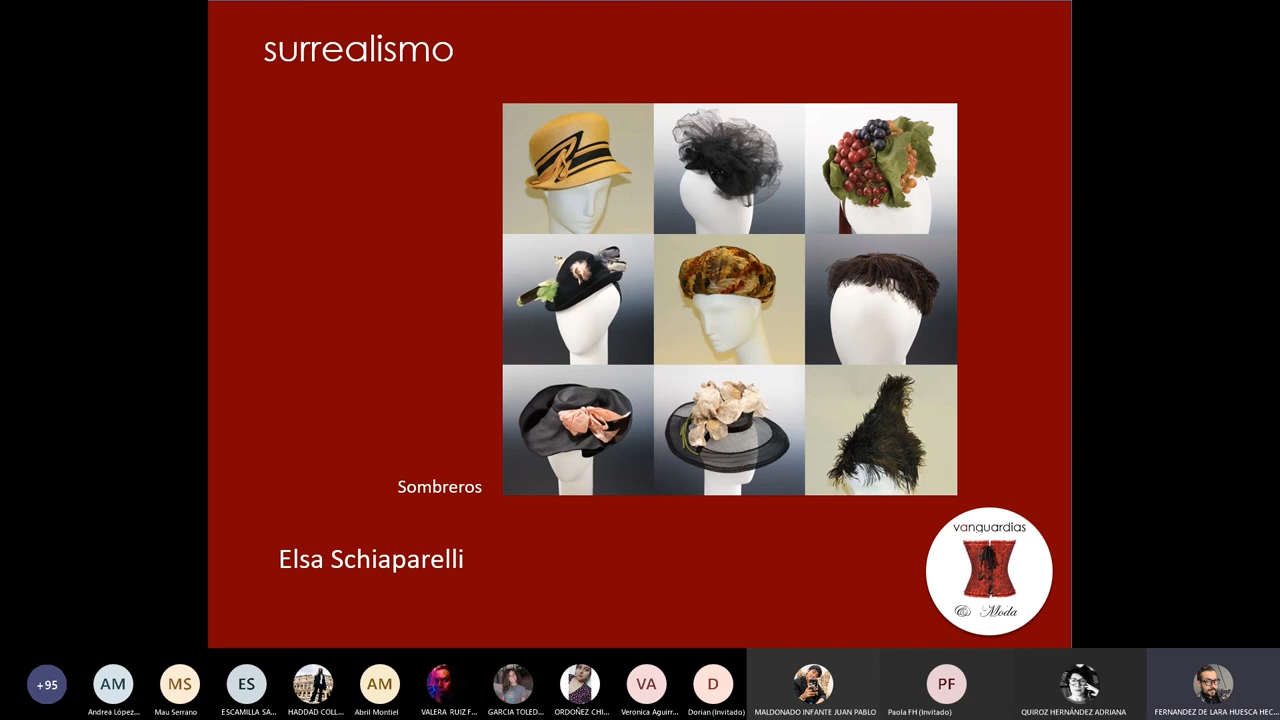 surrealismo
Sombreros
Elsa Schiaparelli
vanguardias
& Moda
+95
AM
MS
ES
AM
VA
D
PF
Andrea López...
Mau Serrano
ESCAMILLA SA...
HADDAD COLL...
Abril Montiel
VALERA RUIZ F...
GARCIA TOLED...
ORDOÑEZ CHI...
Veronica Aguirr...
Dorian (Invitado)
MALDONADO INFANTE JUAN PABLO
Paola FH (Invitado)
QUIROZ HERNÁNDEZ ADRIANA
FERNANDEZ DE LARA HUESCA HEC...